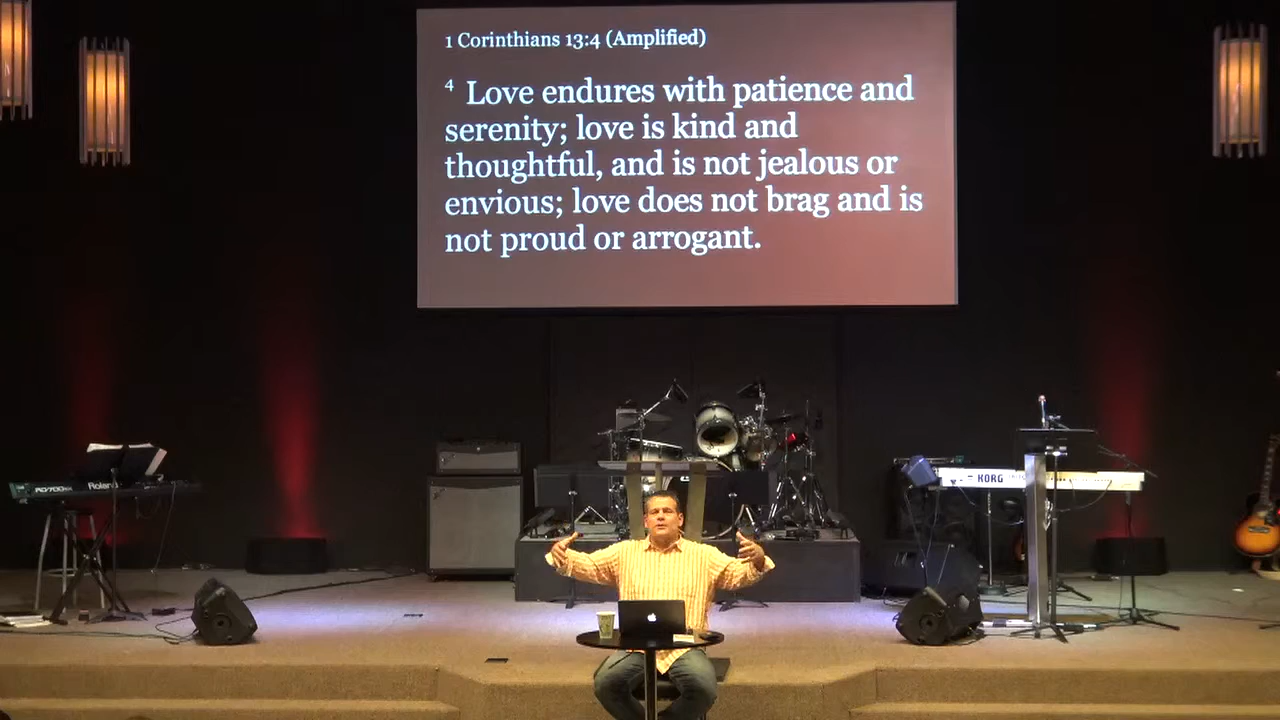 1 Corinthians 13:4 (Amplified)
4 Love endures with patience and
serenity; love is kind and
thoughtful, and is not jealous or
envious; love does not brag and is
not proud or arrogant.
Roland
KORG